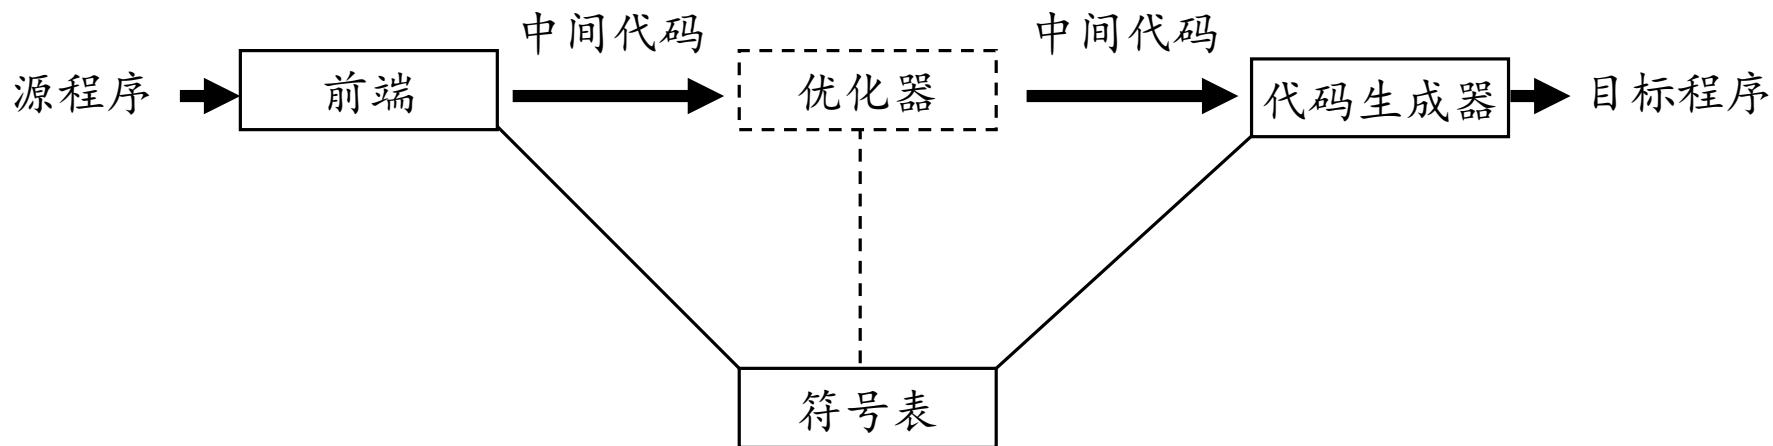 中间代码
中间代码
源程序
前端
优化器
代码生成器
目标程序
符号表